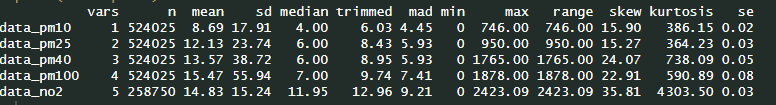 vars n mean sd median trimmed mad min max range skew kurtosis se
data_pm10 1 524025 8.69 17.91 4.00 6.03 4.45 0 746.00 746.00 15.90 386.15 0.02
data_pm25 2 524025 12.13 23.74 6.00 8.43 5.93 0 950.00 950.00 15.27 364.23 0.03
data_pm40 3 524025 13.57 38.72 6.00 8.95 5.93 0 1765.00 1765.00 24.07 738.09 0.05
data_pm100 4 524025 15.47 55.94 7.00 9.74 7.41 0 1878.00 1878.00 22.91 590.89 0.08
data_no2 5 258750 14.83 15.24 11.95 12.96 9.21 0 2423.09 2423.09 35.81 4303.50 0.03